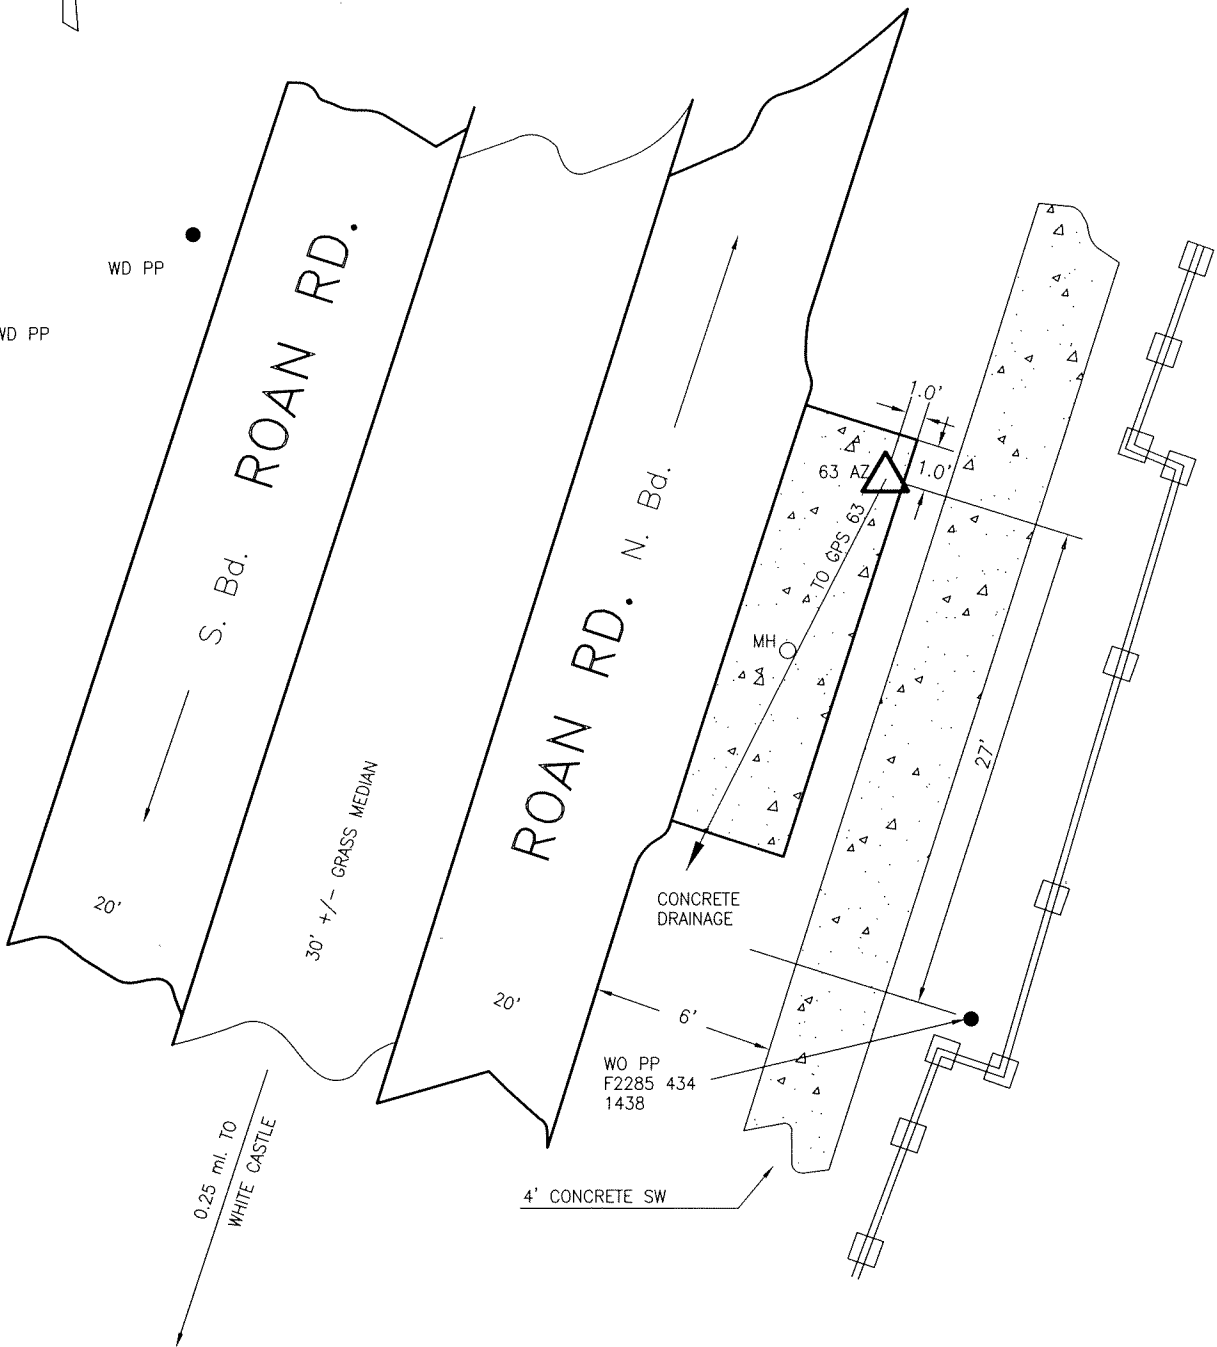 WD PP
WD PP
ROAN RD.
S. Bd.
20'
30' +/- GRASS MEDIAN
ROAN RD. N. Bd.
20'
1.0'
1.0'
63 AZ
TO GPS 63
MH
27'
CONCRETE
DRAINAGE
6'
WO PP
F2285 434
1438
4' CONCRETE SW
0.25 mI. TO
WHITE CASTLE